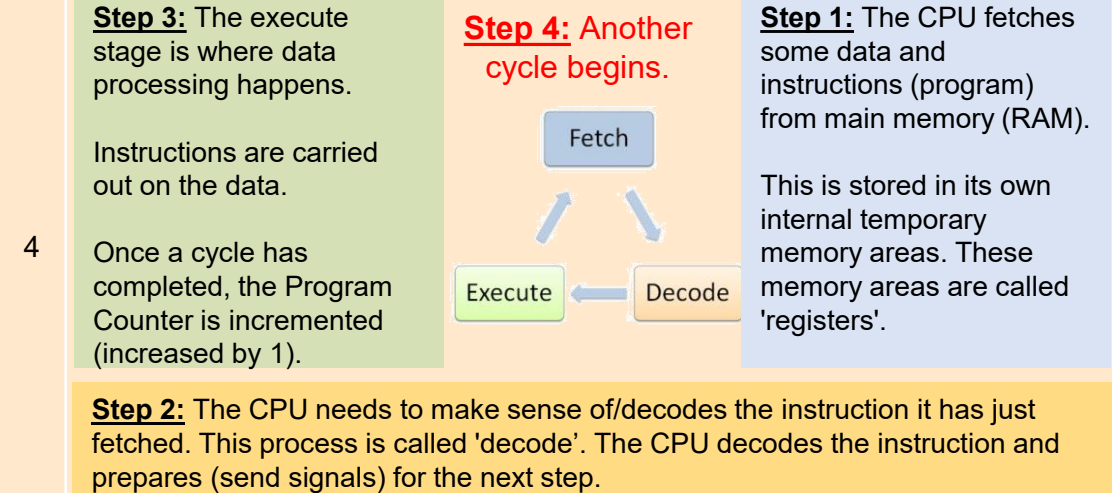 4
Step 3: The execute
stage is where data
processing happens.
Instructions are carried
out on the data.
Once a cycle has
completed, the Program
Counter is incremented
(increased by 1).
Step 4: Another
cycle begins.
Fetch
Execute
Decode
Step 1: The CPU fetches
some data and
instructions (program)
from main memory (RAM).
This is stored in its own
internal temporary
memory areas. These
memory areas are called
'registers'.
Step 2: The CPU needs to make sense of/decodes the instruction it has just
fetched. This process is called 'decode’. The CPU decodes the instruction and
prepares (send signals) for the next step.